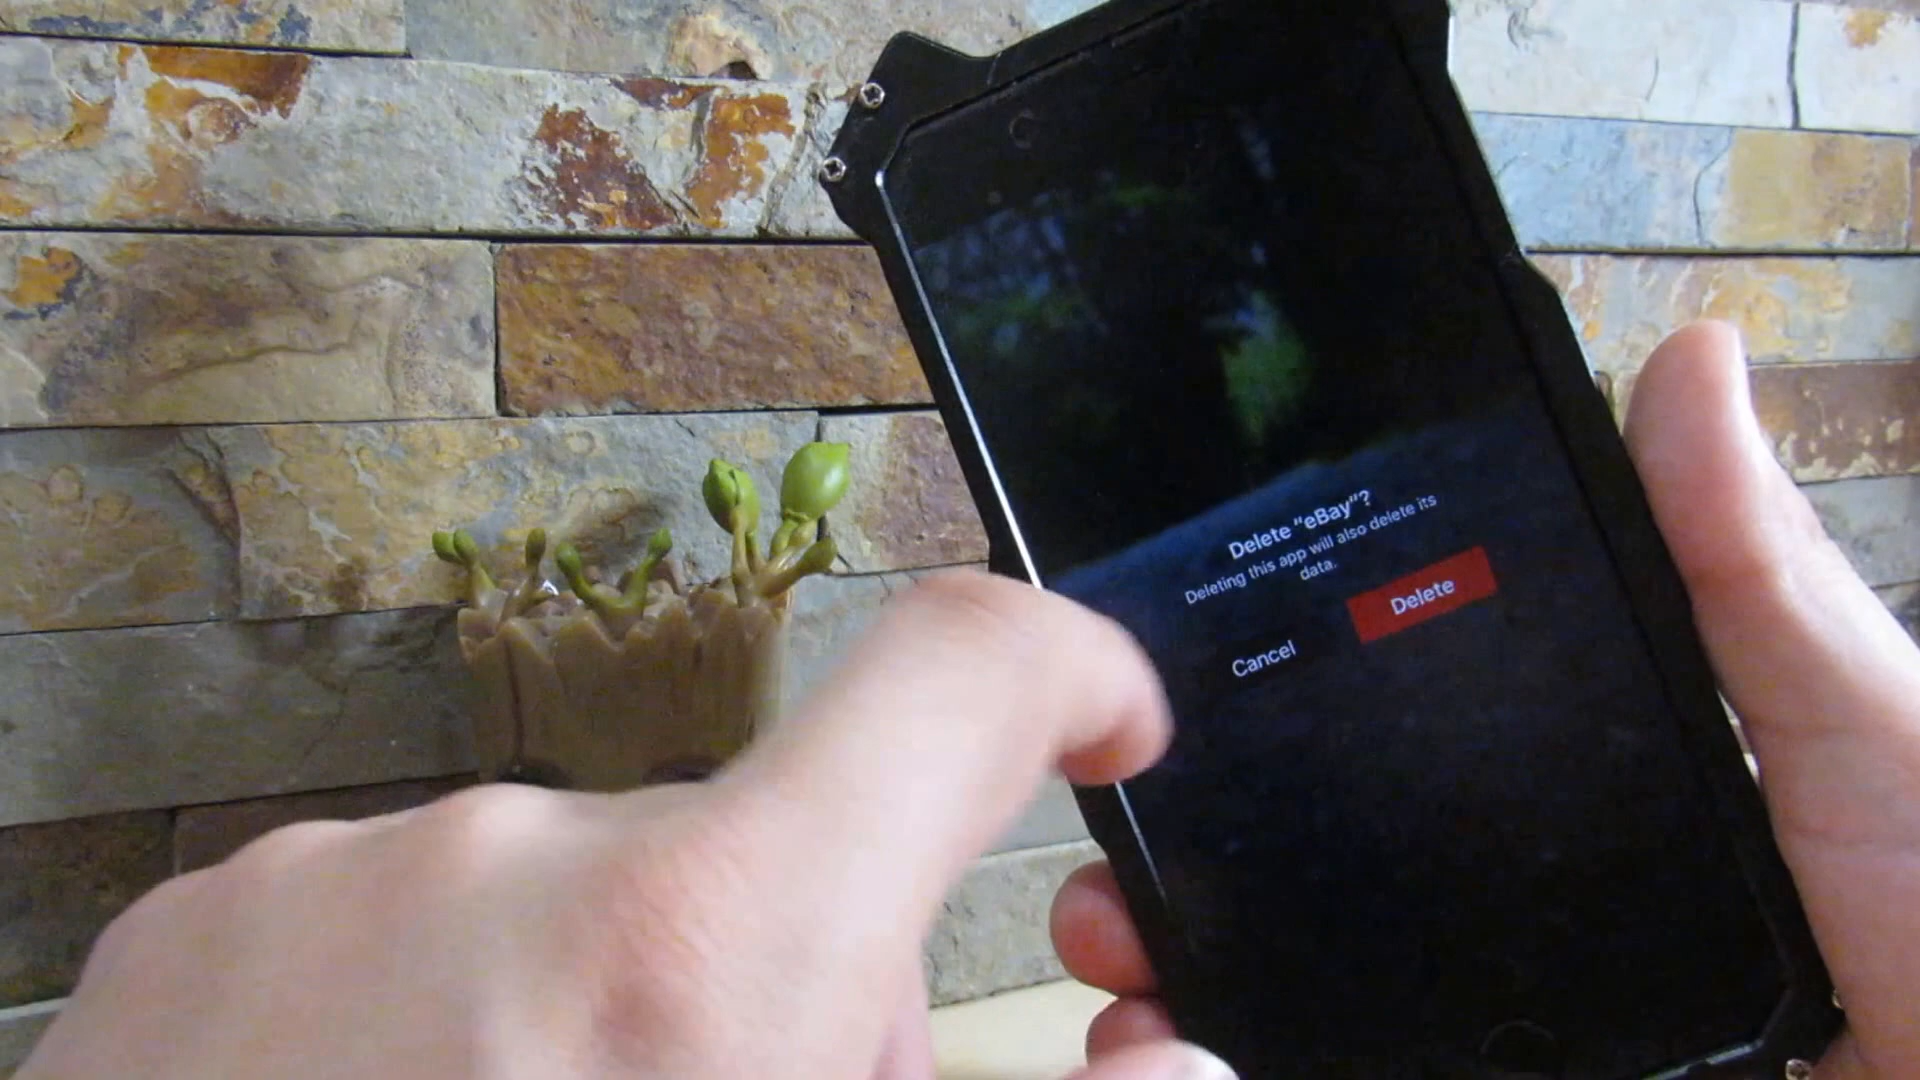 Delete “eBay”?
Deleting this app will also delete its
data.
Cancel
Delete